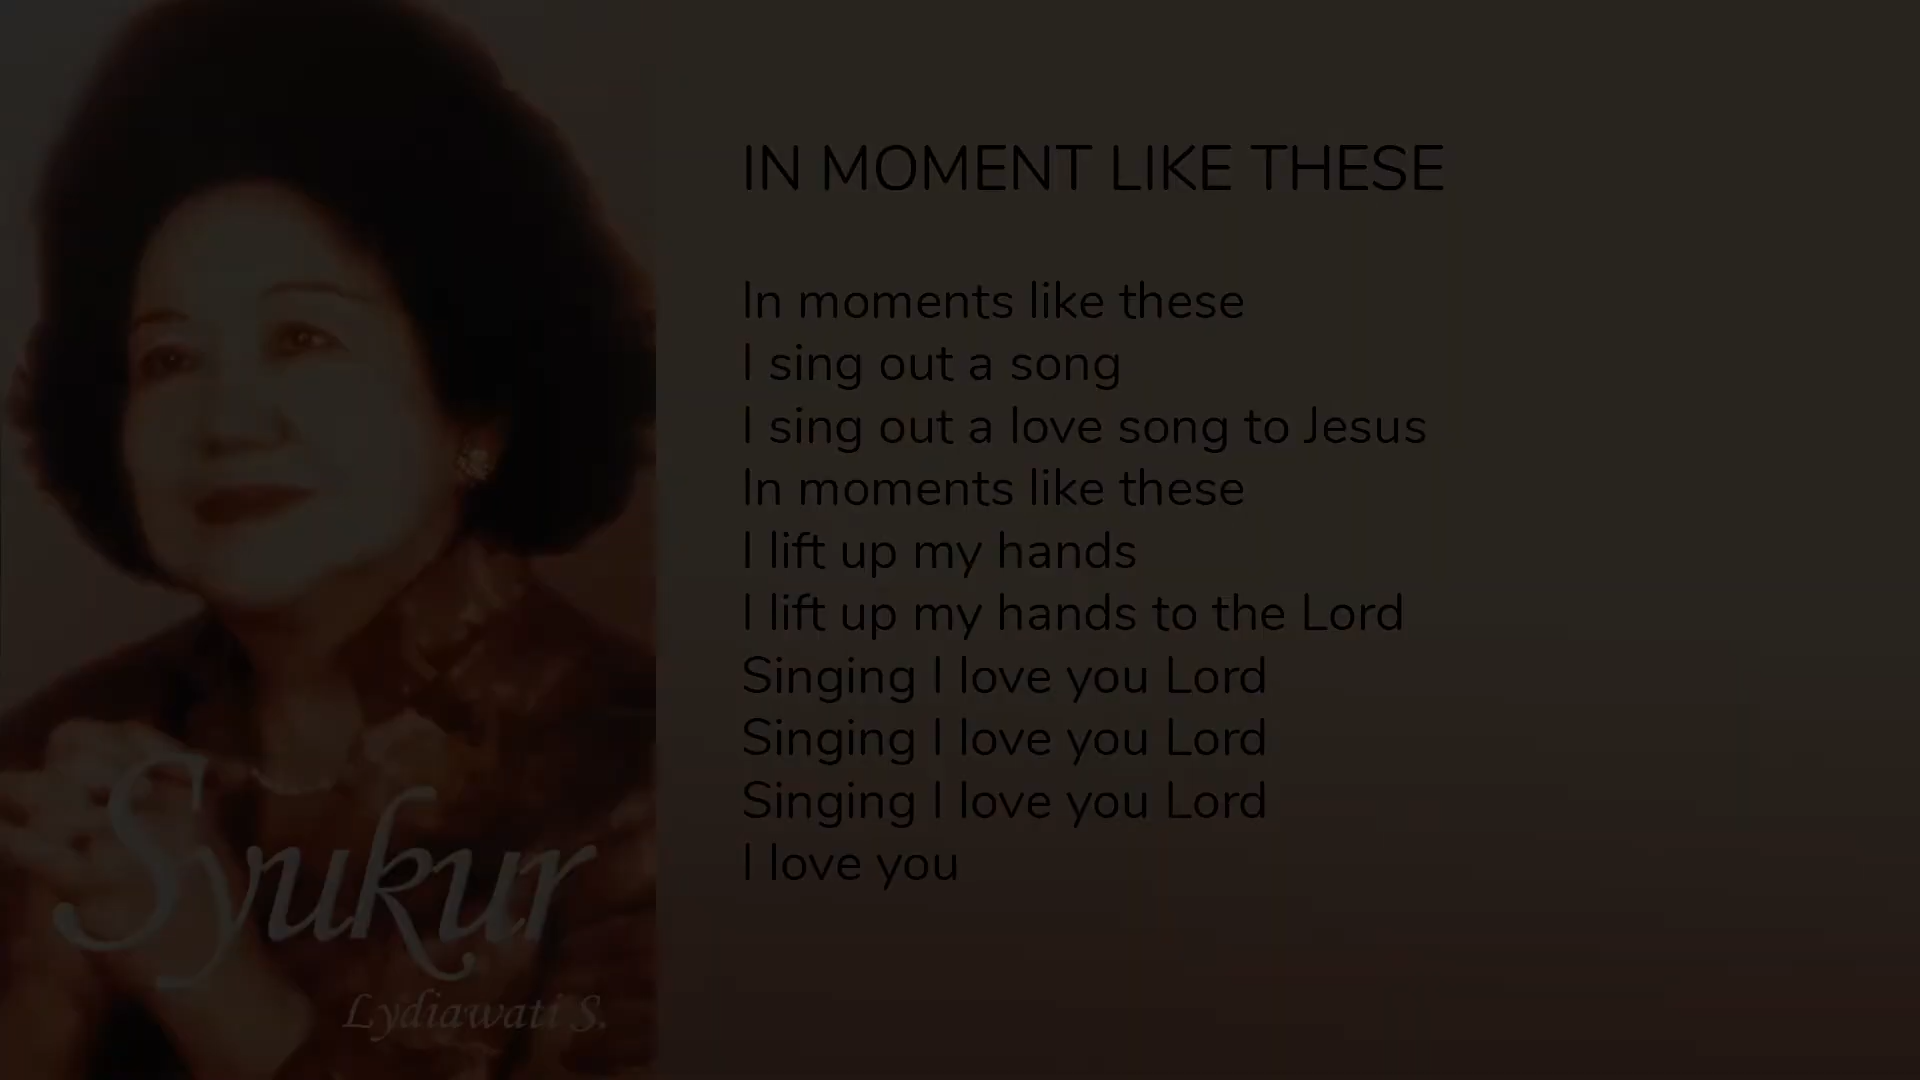 IN MOMENT LIKE THESE
In moments like these
I sing out a song
I sing out a love song to Jesus
In moments like these
I lift up my hands
I lift up my hands to the Lord
Singing I love you Lord
Singing I love you Lord
Singing I love you Lord
I love you
Syukur
Lydiawati S.